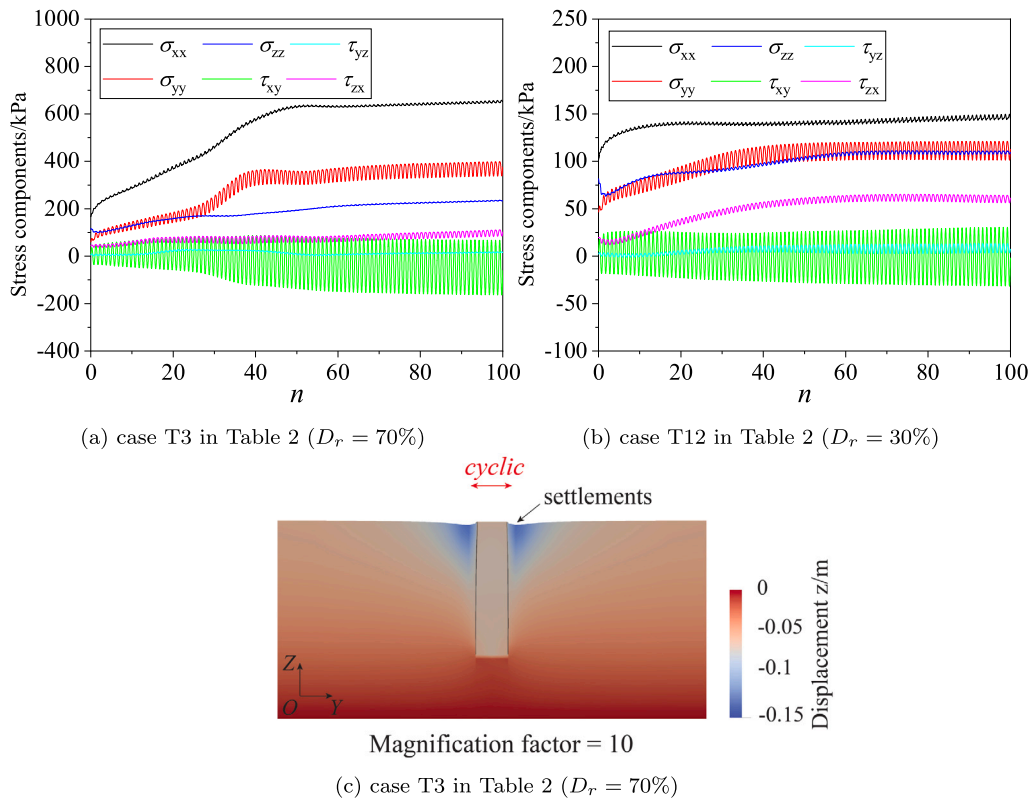 1000
800
600
400
200
0
-200
-400
Stress components/kPa
σxx σzz τyz
σyy τxy τzx
0 20 40 60 80 100
n
250
200
150
100
50
0
-50
-100
Stress components/kPa
σxx σzz τyz
σyy τxy τzx
0 20 40 60 80 100
n
(a) case T3 in Table 2 (Dr = 70%)
(b) case T12 in Table 2 (Dr = 30%)
cyclic
settlements
0
-0.05
-0.1
-0.15
Displacement z/m
Z
O Y
Magnification factor = 10
(c) case T3 in Table 2 (Dr = 70%)